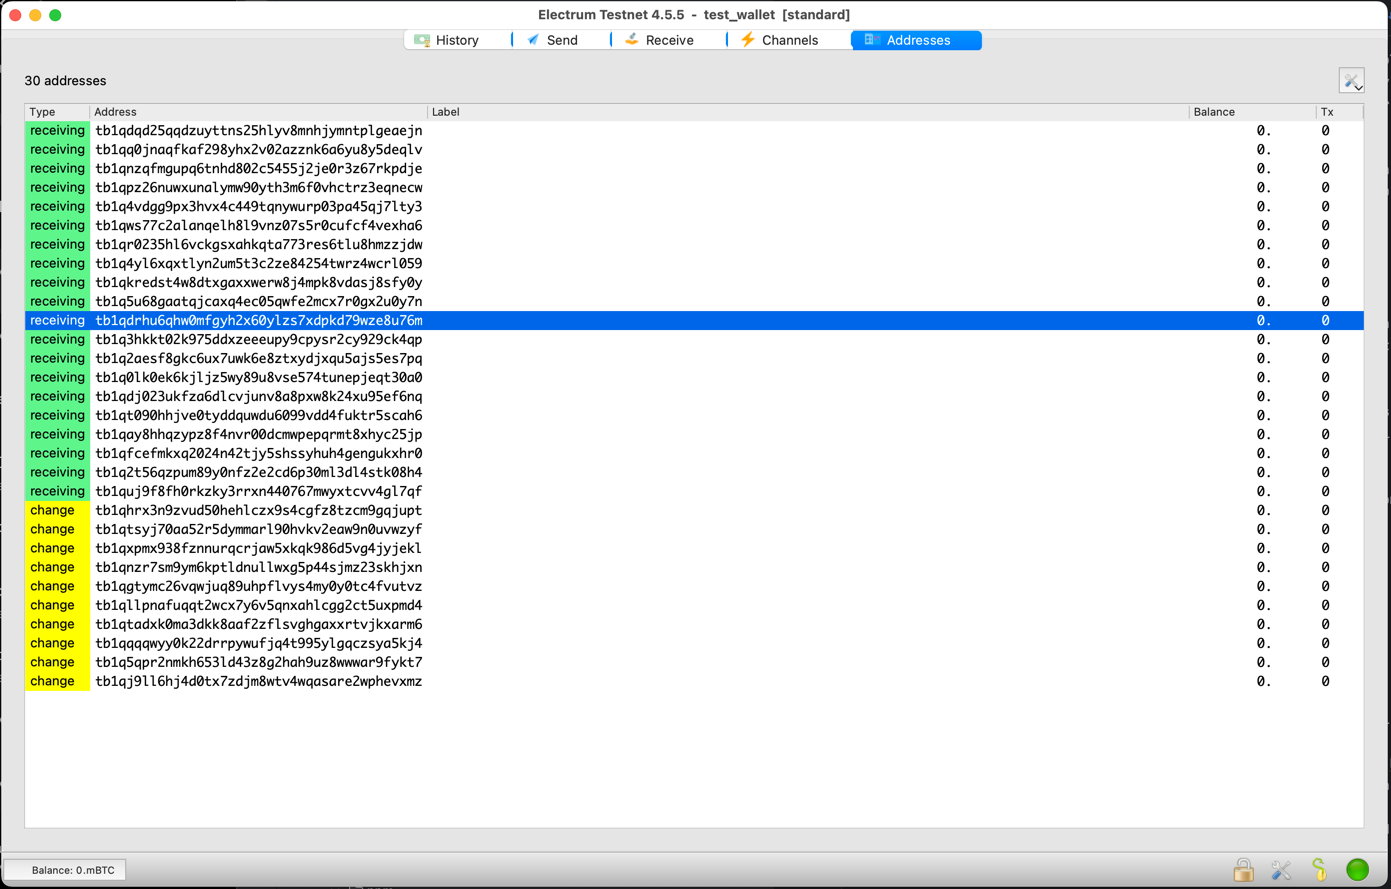 Electrum Testnet 4.5.5 - test_wallet [standard]
History Send Receive Channels Addresses
30 addresses
Type Address Label Balance Tx
receiving tb1qdqd25qqdzuyttns25hlyv8mnhjymntplgeaejn 0. 0
receiving tb1qq0jnaqfkaf298yhx2v02azznk6a6yu8y5deqlv 0. 0
receiving tb1qnzqfmgupq6tnhd802c5455j2je0r3z67rkpdje 0. 0
receiving tb1qpz26nuwxunalymw90yth3m6f0vhctrz3eqnecw 0. 0
receiving tb1q4vdgg9px3hvx4c449tqnywurp03pa45qj7lty3 0. 0
receiving tb1qws77c2alanqelh8l9vnz07s5r0cufcf4vexha6 0. 0
receiving tb1qr0235hl6vckgsxahkqta773res6tlu8hmzzjdw 0. 0
receiving tb1q4yl6xqxtlyn2um5t3c2ze84254twrz4wcrl059 0. 0
receiving tb1qkredst4w8dtxgaxxwerw8j4mpk8vdasj8sfy0y 0. 0
receiving tb1q5u68gaatqjcaxq4ec05qwfe2mcx7r0gx2u0y7n 0. 0
receiving tb1qdrhu6qhw0mfgyh2x60ylzs7xdpkd79wze8u76m 0. 0
receiving tb1q3hkkt02k975ddxzeeeupy9cpysr2cy929ck4qp 0. 0
receiving tb1q2aesf8gkc6ux7uwk6e8ztxydjxqu5ajs5es7pq 0. 0
receiving tb1q0lk0ek6kjljz5wy89u8vse574tunepjeqt30a0 0. 0
receiving tb1qdj023ukfza6dlcvjunv8a8pxw8k24xu95ef6nq 0. 0
receiving tb1qt090hhjve0tyddquwdu6099vdd4fuktr5scah6 0. 0
receiving tb1qay8hhqzypz8f4nvr00dcmwpepqrmt8xhyc25jp 0. 0
receiving tb1qfcefmkxq2024n42tjy5shssyhuh4gengukxhr0 0. 0
receiving tb1q2t56qzpum89y0nfz2e2cd6p30ml3dl4stk08h4 0. 0
receiving tb1quj9f8fh0rkzky3rrxn440767mwyxtcvv4gl7qf 0. 0
change tb1qhrx3n9zvud50hehlczx9s4cgfz8tzcm9gqjupt 0. 0
change tb1qtsyj70aa52r5dymmarl90hvkv2eaw9n0uvwzyf 0. 0
change tb1qxpmx938fznnurqcrjaw5xkqk986d5vg4jyjekl 0. 0
change tb1qnzr7sm9ym6kptldnullwxg5p44sjmz23skhjxn 0. 0
change tb1qgtymc26vqwjuq89uhpflvys4my0y0tc4fvutvz 0. 0
change tb1qllpnafuqqt2wcx7y6v5qnxahlcgg2ct5uxpmd4 0. 0
change tb1qtadxk0ma3dkk8aaf2zflsvghgaxxrtvjkxarm6 0. 0
change tb1qqqqwyy0k22drrpywufjq4t995ylgqczsya5kj4 0. 0
change tb1q5qpr2nmkh653ld43z8g2hah9uz8wwwar9fykt7 0. 0
change tb1qj9ll6hj4d0tx7zdjm8wtv4wqasare2wphevxmz 0. 0
Balance: 0.mBTC